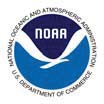 NATIONAL OCEANIC AND ATMOSPHERIC ADMINISTRATION
NOAA
U.S. DEPARTMENT OF COMMERCE